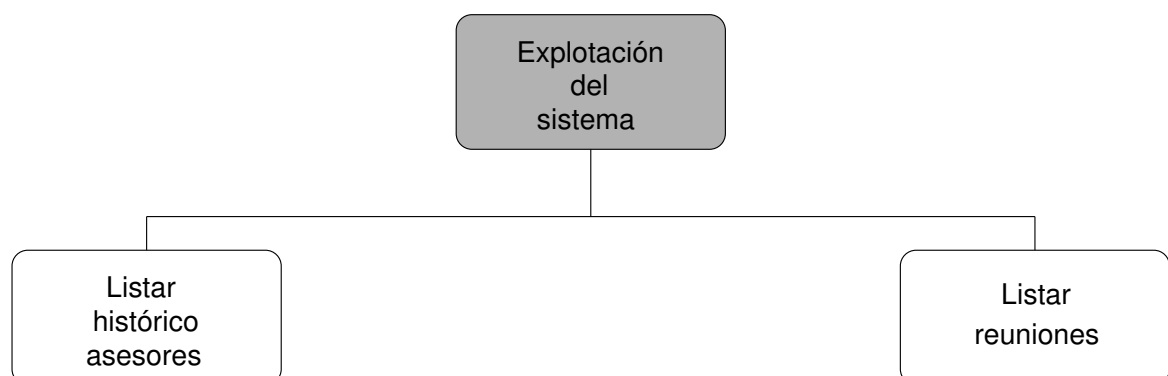 Explotación
del
sistema
Listar
histórico
asesores
Listar
reuniones